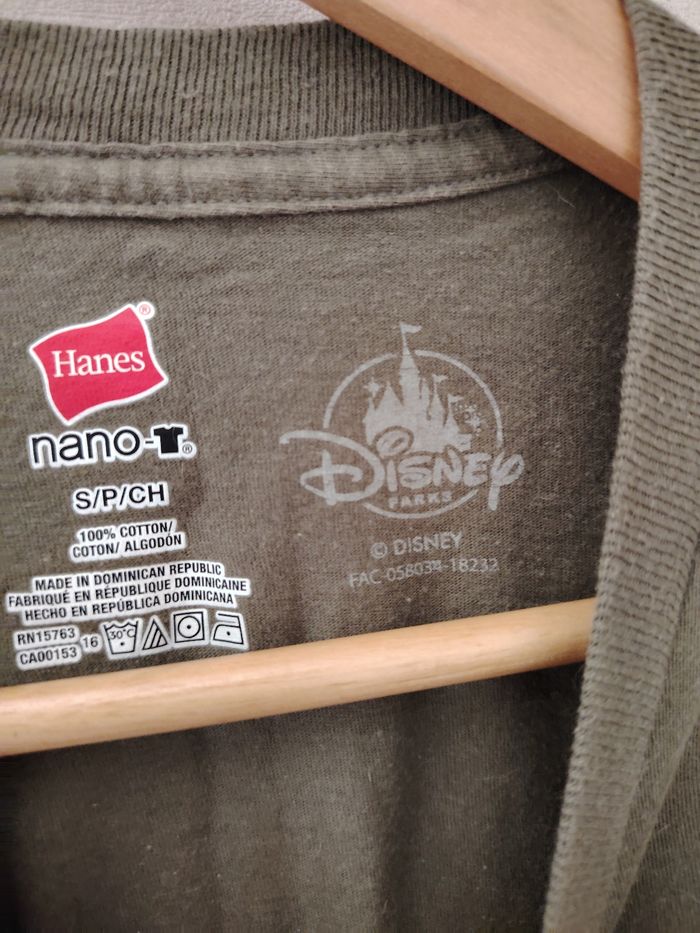 Hanes®
nano-T®
S/P/CH
100% COTTON/
COTON/ ALGODÓN
MADE IN DOMINICAN REPUBLIC
FABRIQUÉ EN RÉPUBLIQUE DOMINICAINE
HECHO EN REPÚBLICA DOMINICANA
RN15763
CA00153
16
30°C
Disney
PARKS
© DISNEY
FAC-058034-18232